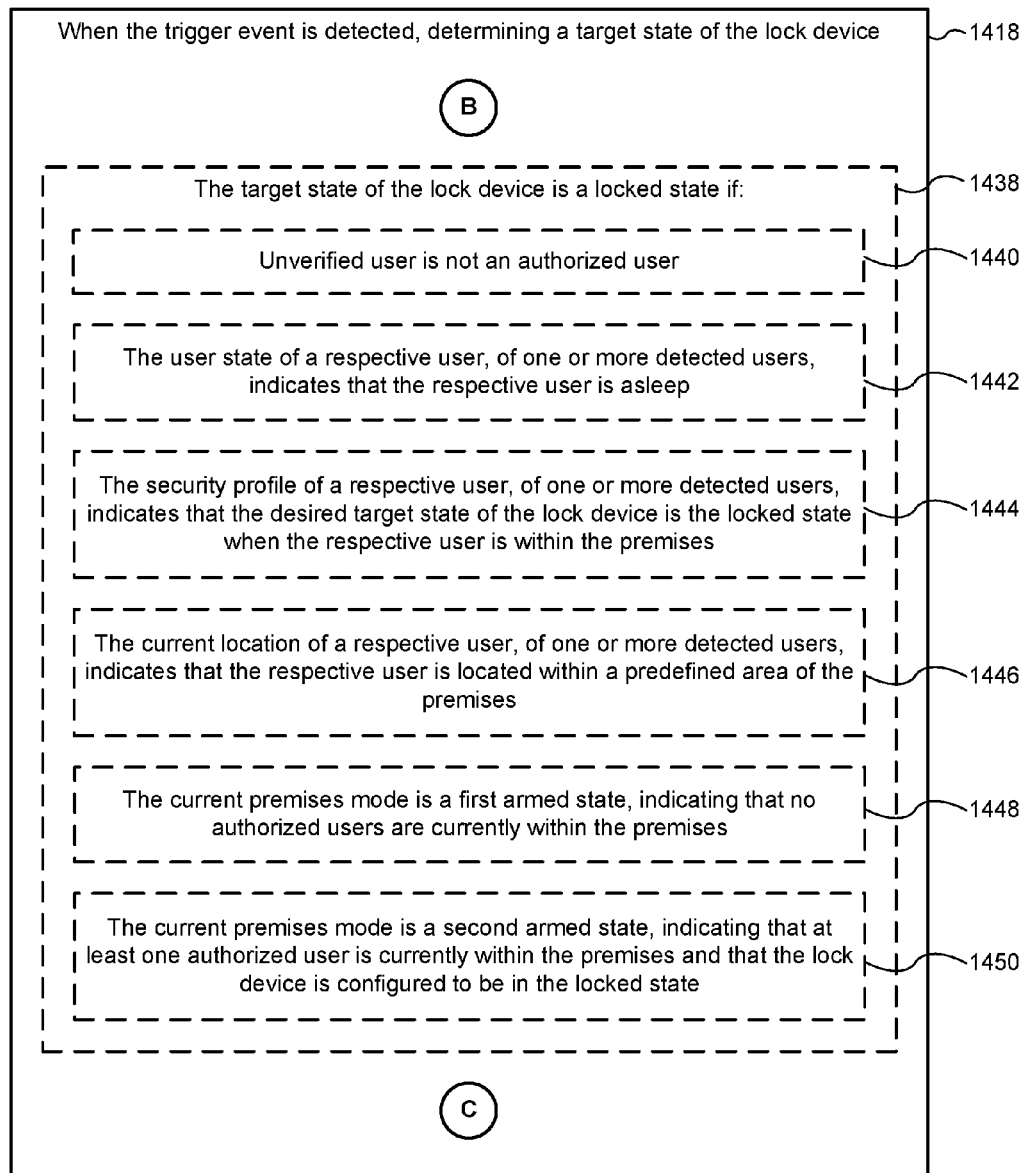 When the trigger event is detected, determining a target state of the lock device
1418
B
The target state of the lock device is a locked state if:
1438
Unverified user is not an authorized user
1440
The user state of a respective user, of one or more detected users,
indicates that the respective user is asleep
1442
The security profile of a respective user, of one or more detected users,
indicates that the desired target state of the lock device is the locked state
when the respective user is within the premises
1444
The current location of a respective user, of one or more detected users,
indicates that the respective user is located within a predefined area of the
premises
1446
The current premises mode is a first armed state, indicating that no
authorized users are currently within the premises
1448
The current premises mode is a second armed state, indicating that at
least one authorized user is currently within the premises and that the lock
device is configured to be in the locked state
1450
C